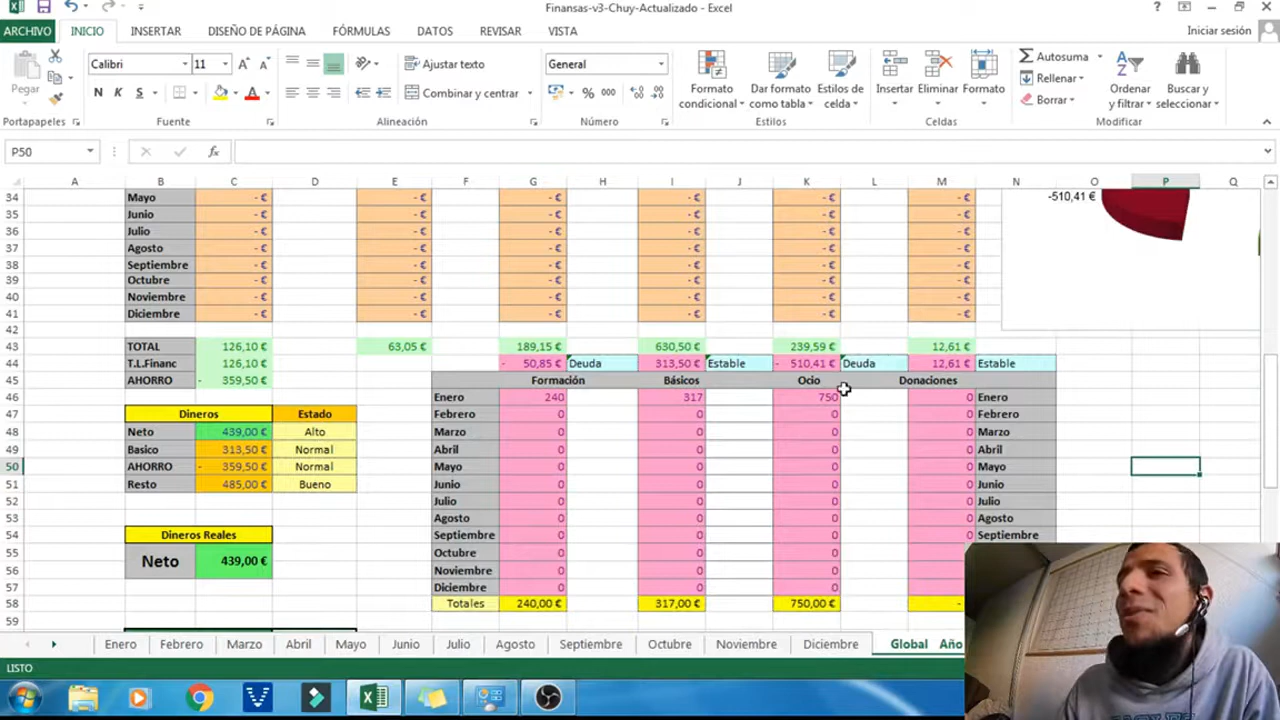 Finansas-v3-Chuy-Actualizado - Excel
ARCHIVO INICIO INSERTAR DISEÑO DE PÁGINA FÓRMULAS DATOS REVISAR VISTA Iniciar sesión
Pegar
Calibri 11
N K S
Ajustar texto
Combinar y centrar
General
% 000
Formato condicional
Dar formato como tabla
Estilos de celda
Insertar Eliminar Formato
Autosuma
Rellenar
Borrar
Ordenar y filtrar
Buscar y seleccionar
Portapapeles Fuente Alineación Número Estilos Celdas Modificar
P50 fx
A B C D E F G H I J K L M N O P Q
34 Mayo - € - € - € - € - € - € -510,41 €
35 Junio - € - € - € - € - € - €
36 Julio - € - € - € - € - € - €
37 Agosto - € - € - € - € - € - €
38 Septiembre - € - € - € - € - € - €
39 Octubre - € - € - € - € - € - €
40 Noviembre - € - € - € - € - € - €
41 Diciembre - € - € - € - € - € - €
42
43 TOTAL 126,10 € 63,05 € 189,15 € 630,50 € 239,59 € 12,61 €
44 T.L.Financ 126,10 € - 50,85 € Deuda 313,50 € Estable - 510,41 € Deuda 12,61 € Estable
45 AHORRO - 359,50 € Formación Básicos Ocio Donaciones
46 Enero 240 317 750 0 Enero
47 Dineros Estado Febrero 0 0 0 0 Febrero
48 Neto 439,00 € Alto Marzo 0 0 0 0 Marzo
49 Basico 313,50 € Normal Abril 0 0 0 0 Abril
50 AHORRO - 359,50 € Normal Mayo 0 0 0 0 Mayo
51 Resto 485,00 € Bueno Junio 0 0 0 0 Junio
52 Julio 0 0 0 0 Julio
53 Agosto 0 0 0 0 Agosto
54 Dineros Reales Septiembre 0 0 0 0 Septiembre
55 Octubre 0 0 0
56 Neto 439,00 € Noviembre 0 0 0
57 Diciembre 0 0 0
58 Totales 240,00 € 317,00 € 750,00 € -
59
Enero Febrero Marzo Abril Mayo Junio Julio Agosto Septiembre Octubre Noviembre Diciembre Global Año
LISTO